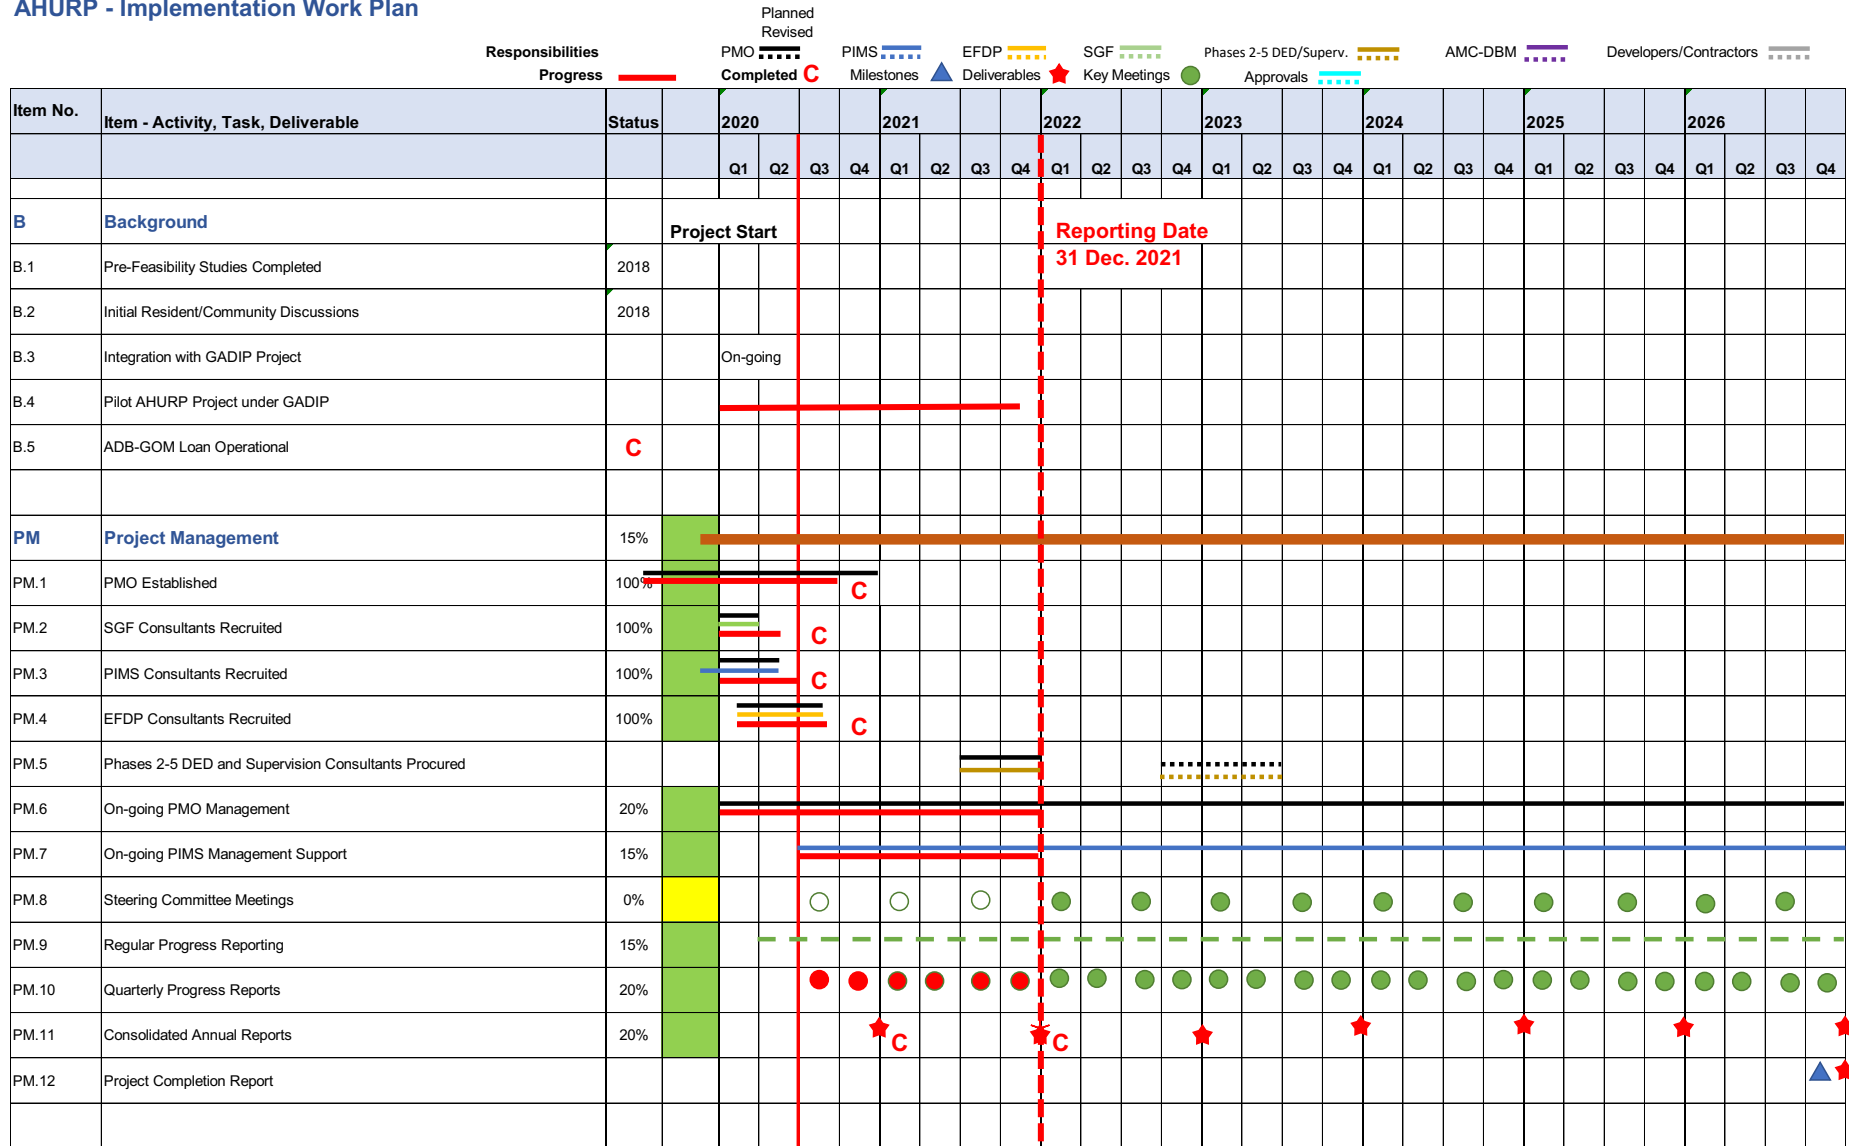 AHURP - Implementation Work Plan
Planned
Revised
Responsibilities PMO PIMS EFDP SGF Phases 2-5 DED/Superv. AMC-DBM Developers/Contractors
Progress Completed C Milestones Deliverables Key Meetings Approvals
Item No. Item - Activity, Task, Deliverable Status 2020 2021 2022 2023 2024 2025 2026
Q1 Q2 Q3 Q4 Q1 Q2 Q3 Q4 Q1 Q2 Q3 Q4 Q1 Q2 Q3 Q4 Q1 Q2 Q3 Q4 Q1 Q2 Q3 Q4 Q1 Q2 Q3 Q4
B Background
Project Start
Reporting Date
31 Dec. 2021
B.1 Pre-Feasibility Studies Completed 2018
B.2 Initial Resident/Community Discussions 2018
B.3 Integration with GADIP Project On-going
B.4 Pilot AHURP Project under GADIP
B.5 ADB-GOM Loan Operational C
PM Project Management 15%
PM.1 PMO Established 100% C
PM.2 SGF Consultants Recruited 100% C
PM.3 PIMS Consultants Recruited 100% C
PM.4 EFDP Consultants Recruited 100% C
PM.5 Phases 2-5 DED and Supervision Consultants Procured
PM.6 On-going PMO Management 20%
PM.7 On-going PIMS Management Support 15%
PM.8 Steering Committee Meetings 0%
PM.9 Regular Progress Reporting 15%
PM.10 Quarterly Progress Reports 20%
PM.11 Consolidated Annual Reports 20% C C
PM.12 Project Completion Report